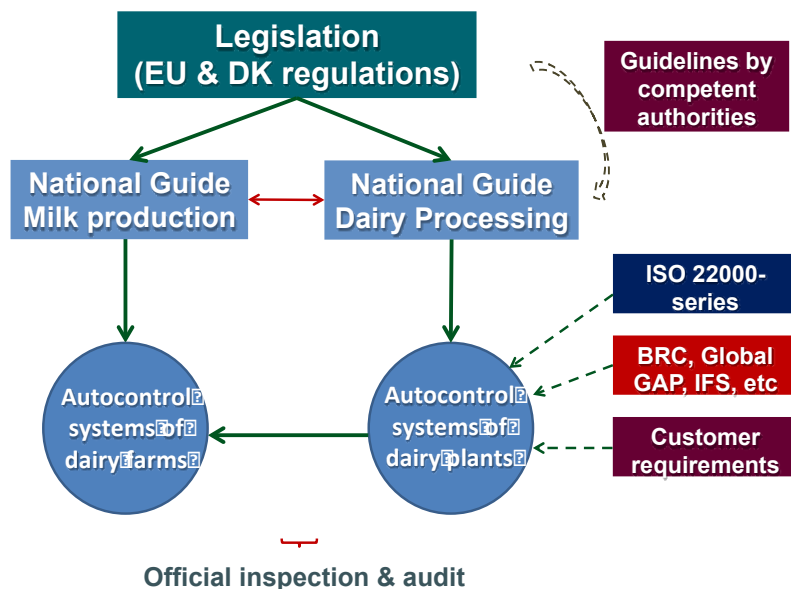 Legislation
(EU & DK regulations)
Guidelines by
competent
authorities
National Guide
Milk production
National Guide
Dairy Processing
ISO 22000-
series
BRC, Global
GAP, IFS, etc
Customer
requirements
Autocontrol
systems of
dairy farms
Autocontrol
systems of
dairy plants
Official inspection & audit